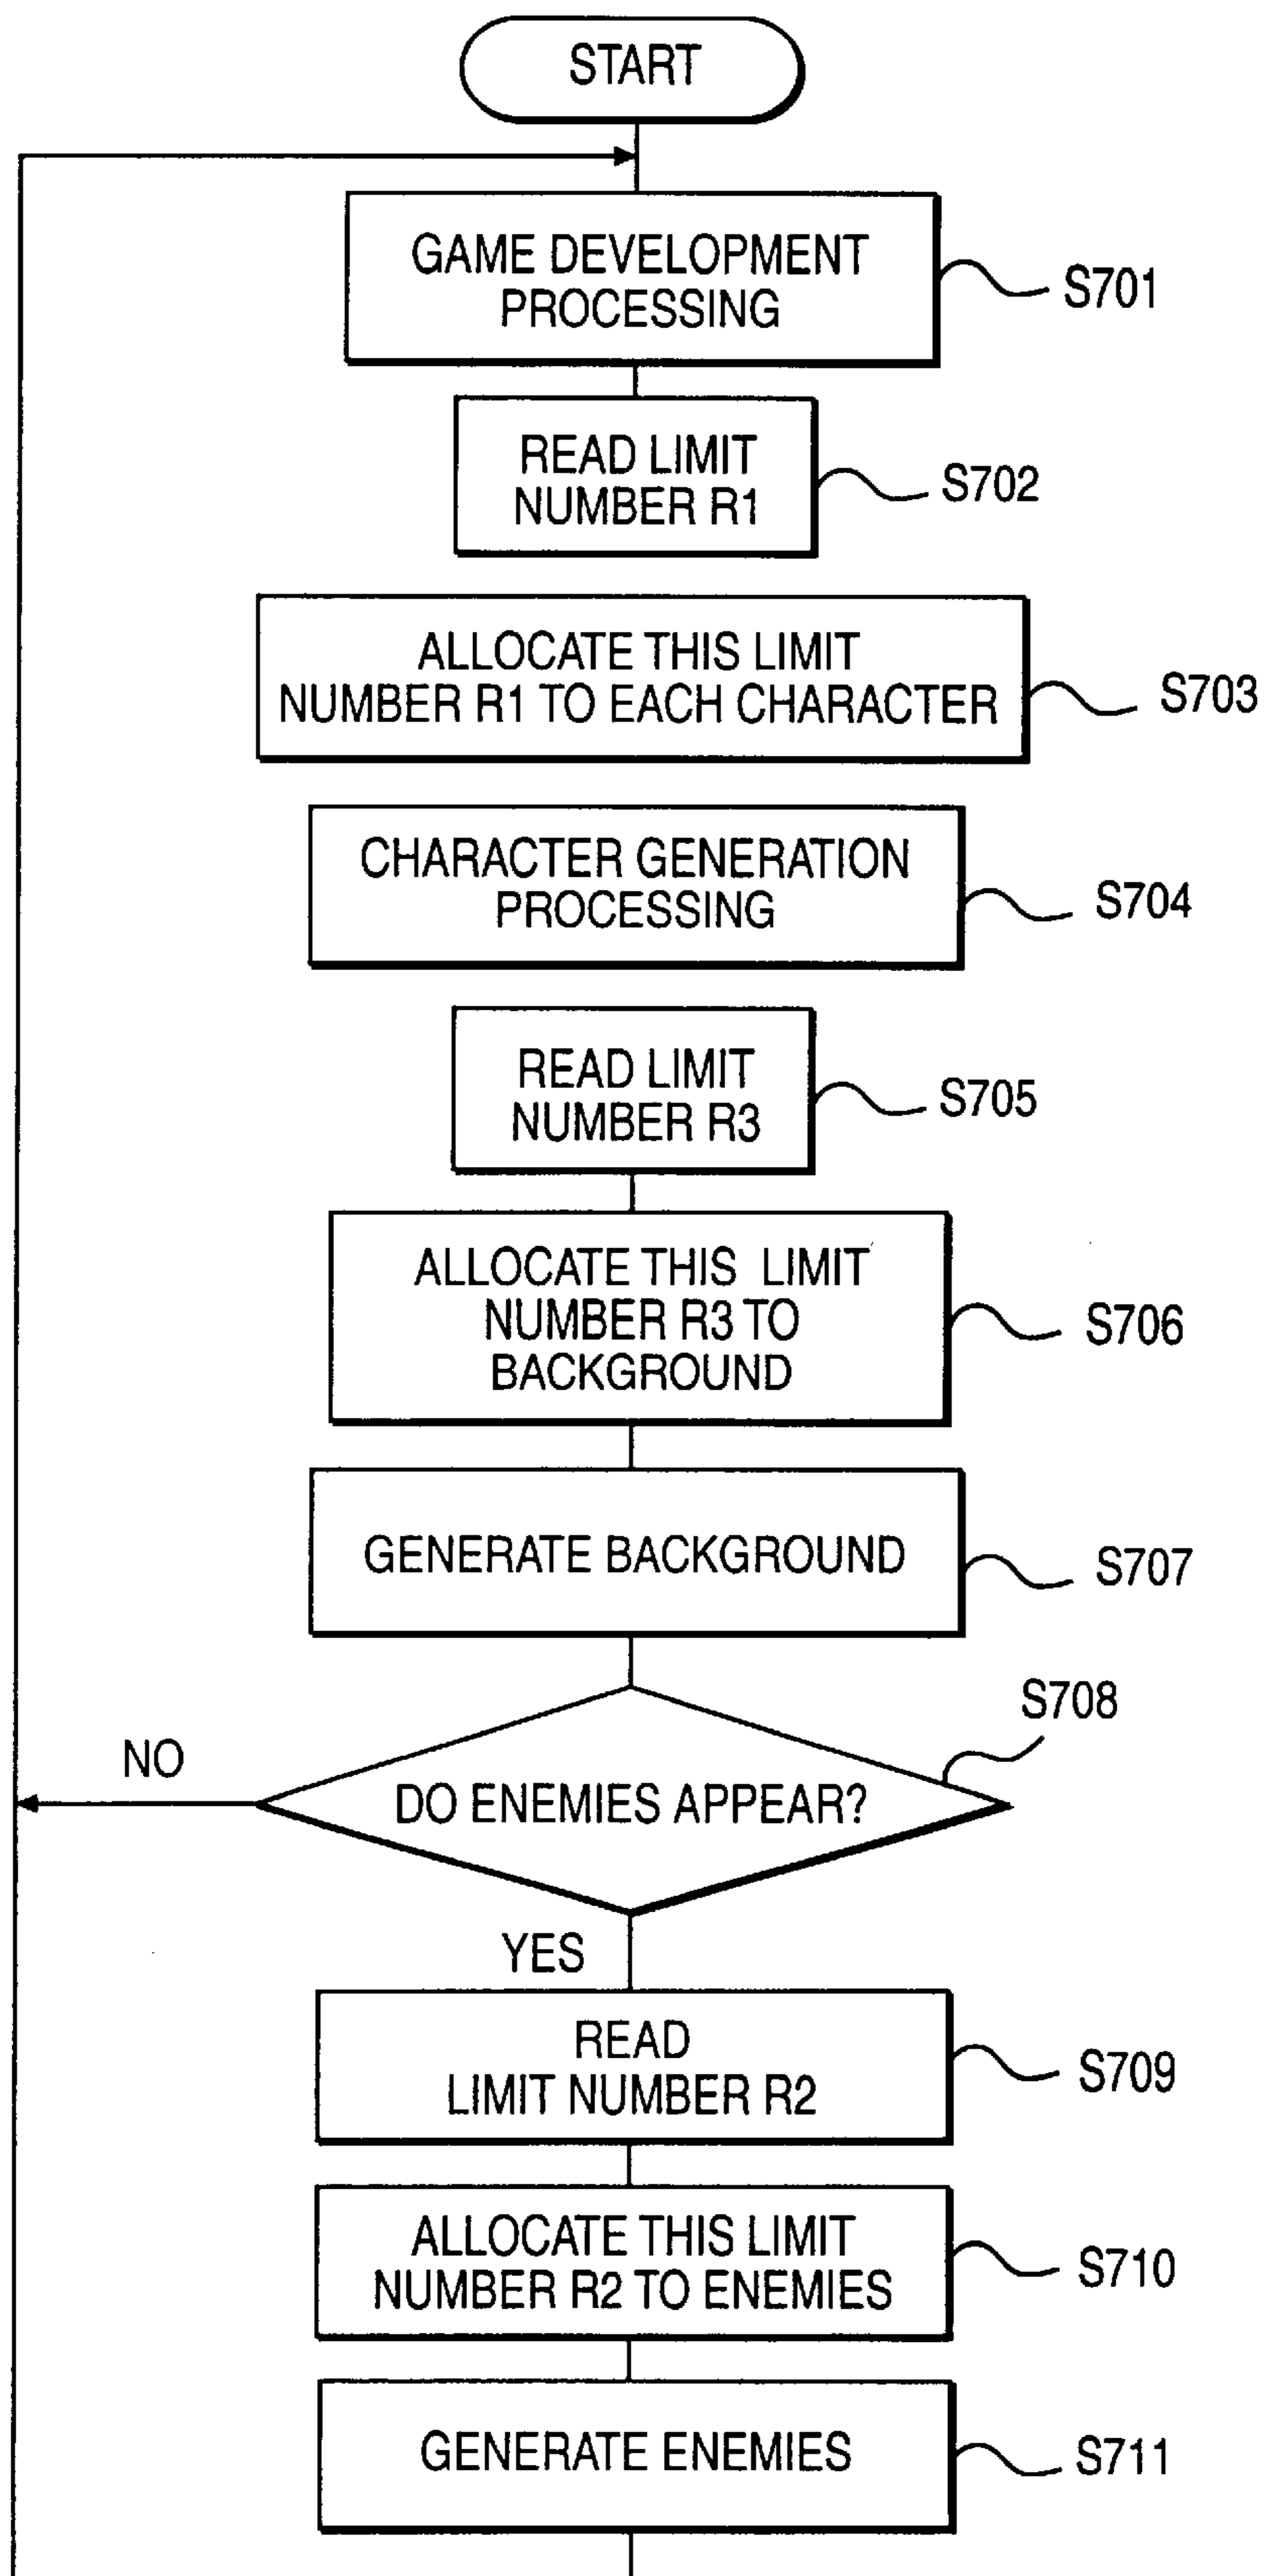 START
GAME DEVELOPMENT
PROCESSING
S701
READ LIMIT
NUMBER R1
S702
ALLOCATE THIS LIMIT
NUMBER R1 TO EACH CHARACTER
S703
CHARACTER GENERATION
PROCESSING
S704
READ LIMIT
NUMBER R3
S705
ALLOCATE THIS LIMIT
NUMBER R3 TO
BACKGROUND
S706
GENERATE BACKGROUND
S707
S708
NO
DO ENEMIES APPEAR?
YES
READ
LIMIT NUMBER R2
S709
ALLOCATE THIS LIMIT
NUMBER R2 TO ENEMIES
S710
GENERATE ENEMIES
S711